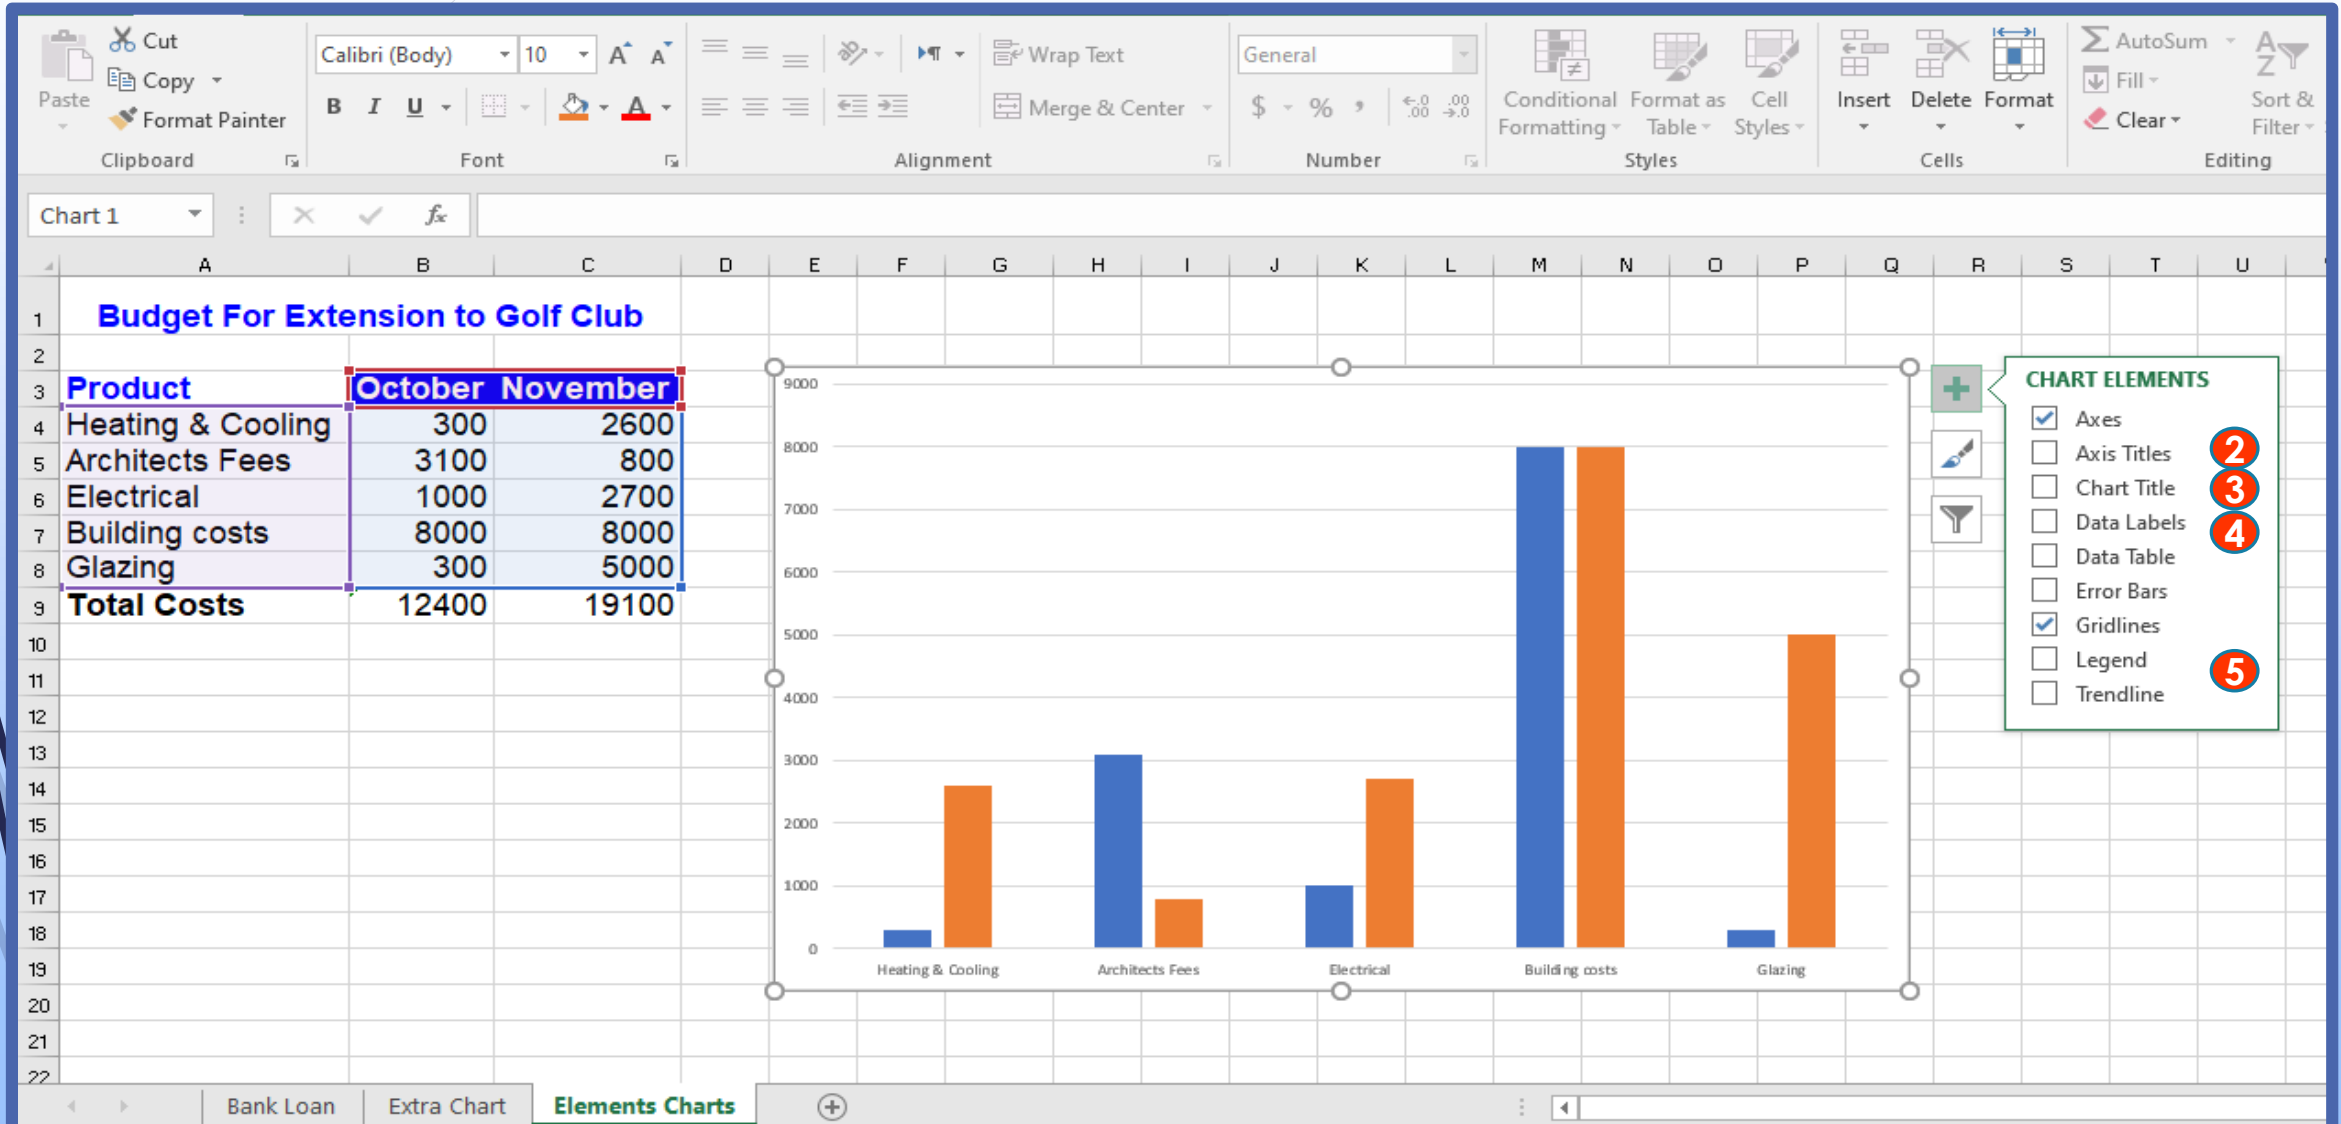 Cut
Copy
Format Painter
Paste
Clipboard
Calibri (Body) 10 A A
B I U A
Font
Wrap Text
Merge & Center
Alignment
General
$ % , .0 .00 .00 .0
Number
Conditional Formatting
Format as Table
Cell Styles
Styles
Insert Delete Format
Cells
AutoSum
Fill
Clear
A Z
Sort & Filter
Editing
Chart 1 fx
A B C D E F G H I J K L M N O P Q R S T U
1 Budget For Extension to Golf Club
2
3 Product October November
4 Heating & Cooling 300 2600
5 Architects Fees 3100 800
6 Electrical 1000 2700
7 Building costs 8000 8000
8 Glazing 300 5000
9 Total Costs 12400 19100
10
11
12
13
14
15
16
17
18
19
20
21
22
9000
8000
7000
6000
5000
4000
3000
2000
1000
0
Heating & Cooling Architects Fees Electrical Building costs Glazing
CHART ELEMENTS
Axes
Axis Titles 2
Chart Title 3
Data Labels 4
Data Table
Error Bars
Gridlines
Legend 5
Trendline
Bank Loan Extra Chart Elements Charts